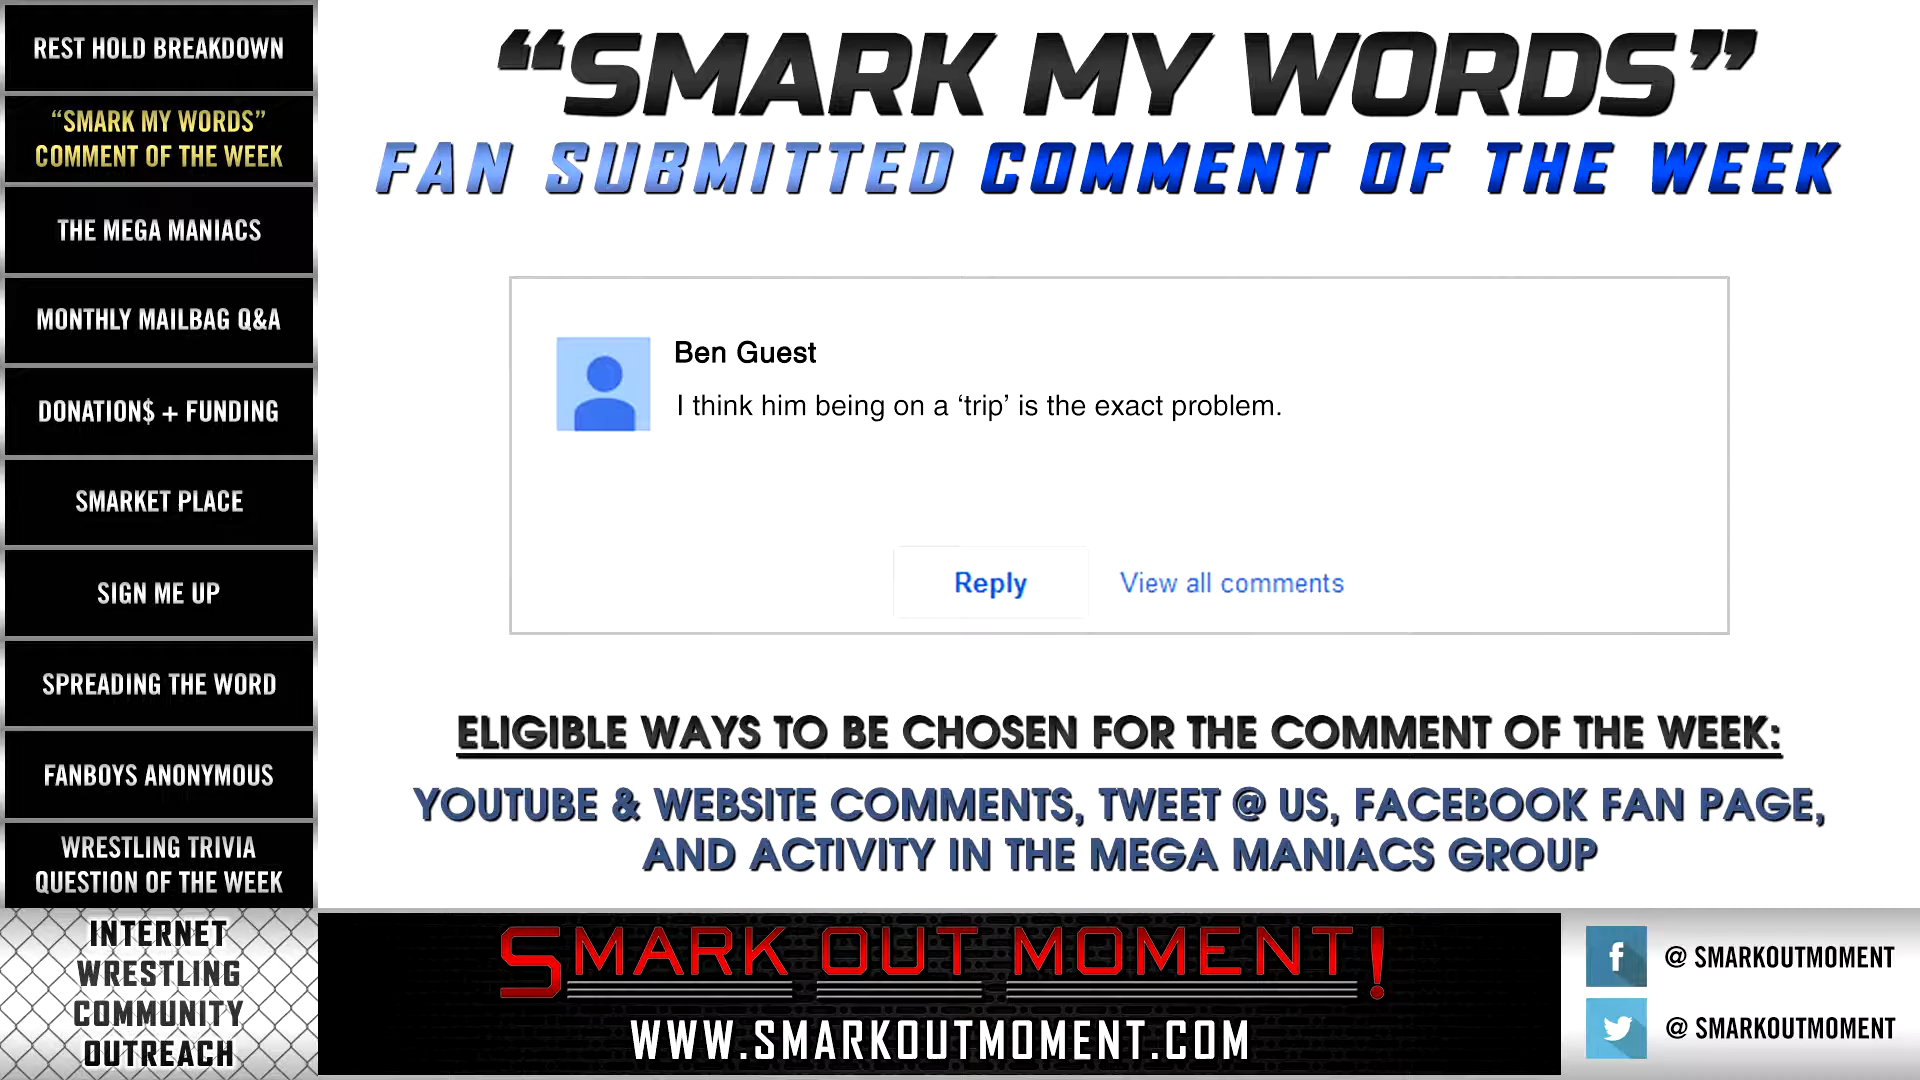 REST HOLD BREAKDOWN
“SMARK MY WORDS”
COMMENT OF THE WEEK
THE MEGA MANIACS
MONTHLY MAILBAG Q&A
DONATION$ + FUNDING
SMARKET PLACE
SIGN ME UP
SPREADING THE WORD
FANBOYS ANONYMOUS
WRESTLING TRIVIA
QUESTION OF THE WEEK
INTERNET
WRESTLING
COMMUNITY
OUTREACH
“SMARK MY WORDS”
FAN SUBMITTED COMMENT OF THE WEEK
Ben Guest
I think him being on a ‘trip’ is the exact problem.
Reply View all comments
ELIGIBLE WAYS TO BE CHOSEN FOR THE COMMENT OF THE WEEK:
YOUTUBE & WEBSITE COMMENTS, TWEET @ US, FACEBOOK FAN PAGE,
AND ACTIVITY IN THE MEGA MANIACS GROUP
SMARK OUT MOMENT!
WWW.SMARKOUTMOMENT.COM
@ SMARKOUTMOMENT
@ SMARKOUTMOMENT